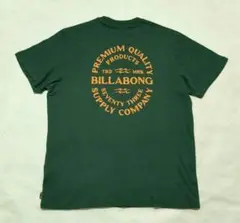 PREMIUM QUALITY
PRODUCTS
TRD MRK
BILLABONG
SEVENTY THREE
SUPPLY COMPANY